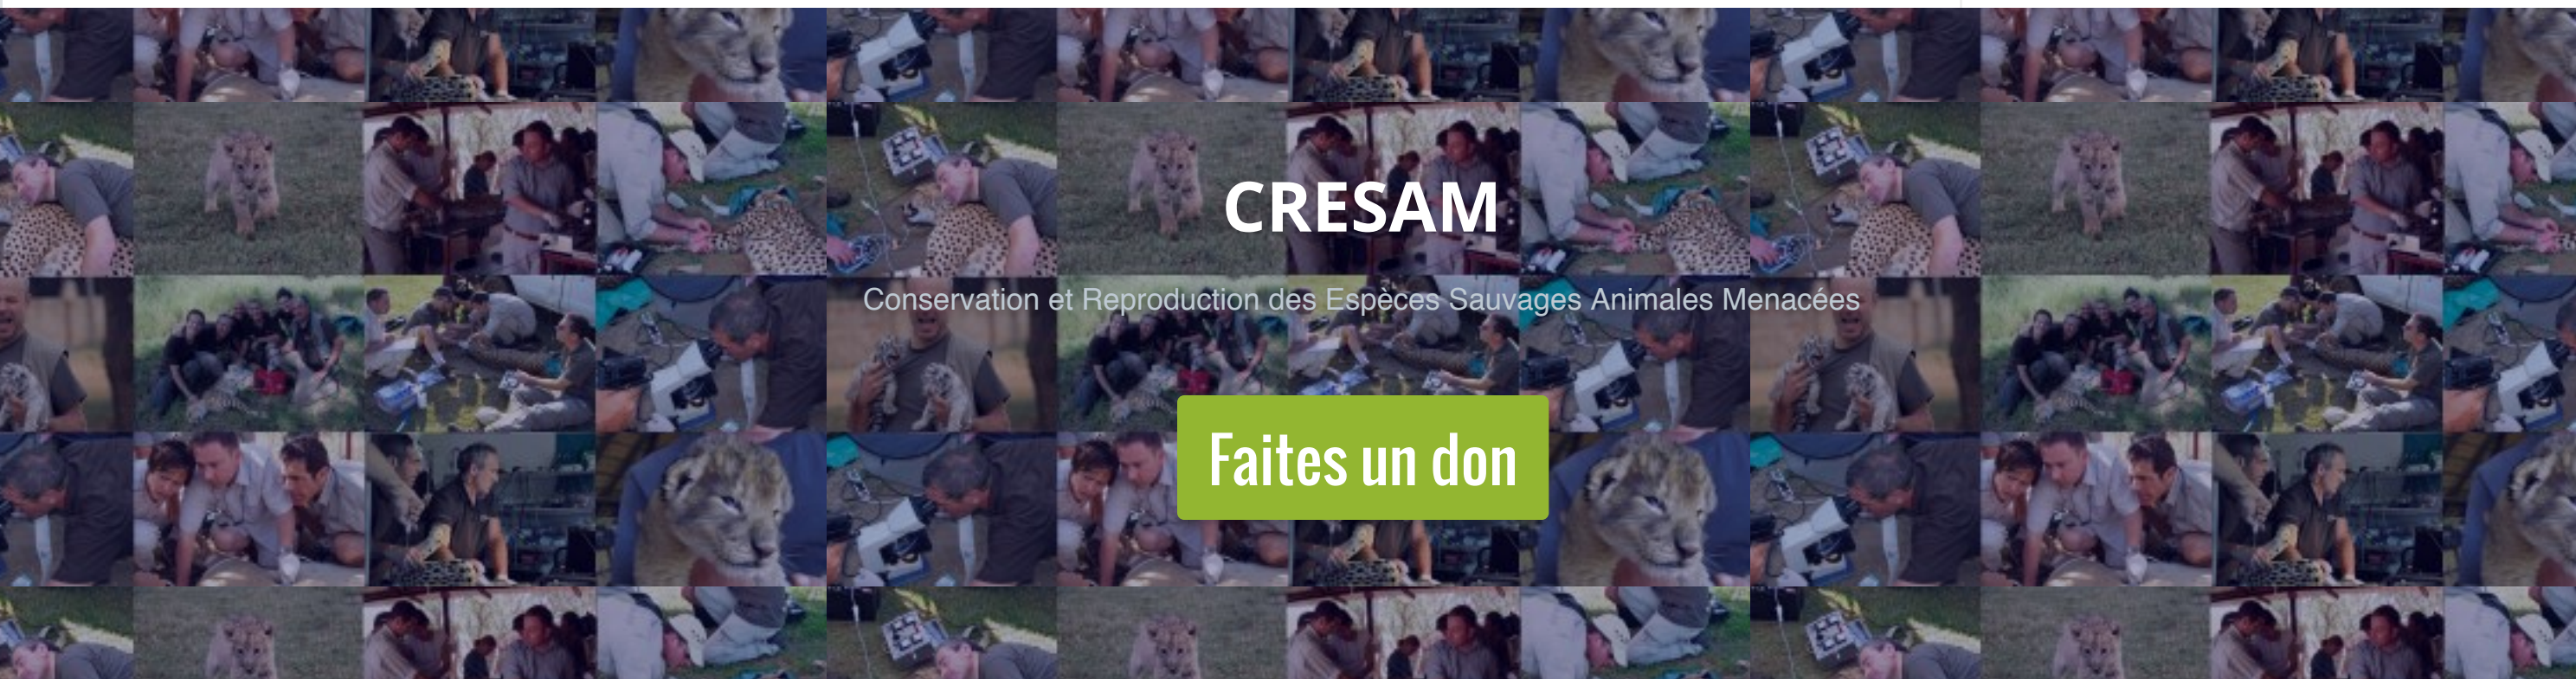 CRESAM
Conservation et Reproduction des Espèces Sauvages Animales Menacées
Faites un don